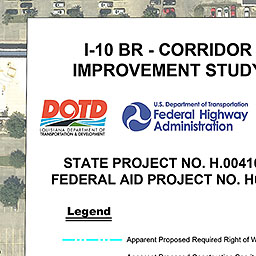 I-10 BR - CORRIDOR
IMPROVEMENT STUDY
DOTD
LOUISIANA DEPARTMENT OF
TRANSPORTATION & DEVELOPMENT
U.S. Department of Transportation
Federal Highway
Administration
STATE PROJECT NO. H.0041
FEDERAL AID PROJECT NO. H
Legend
Apparent Proposed Required Right of W